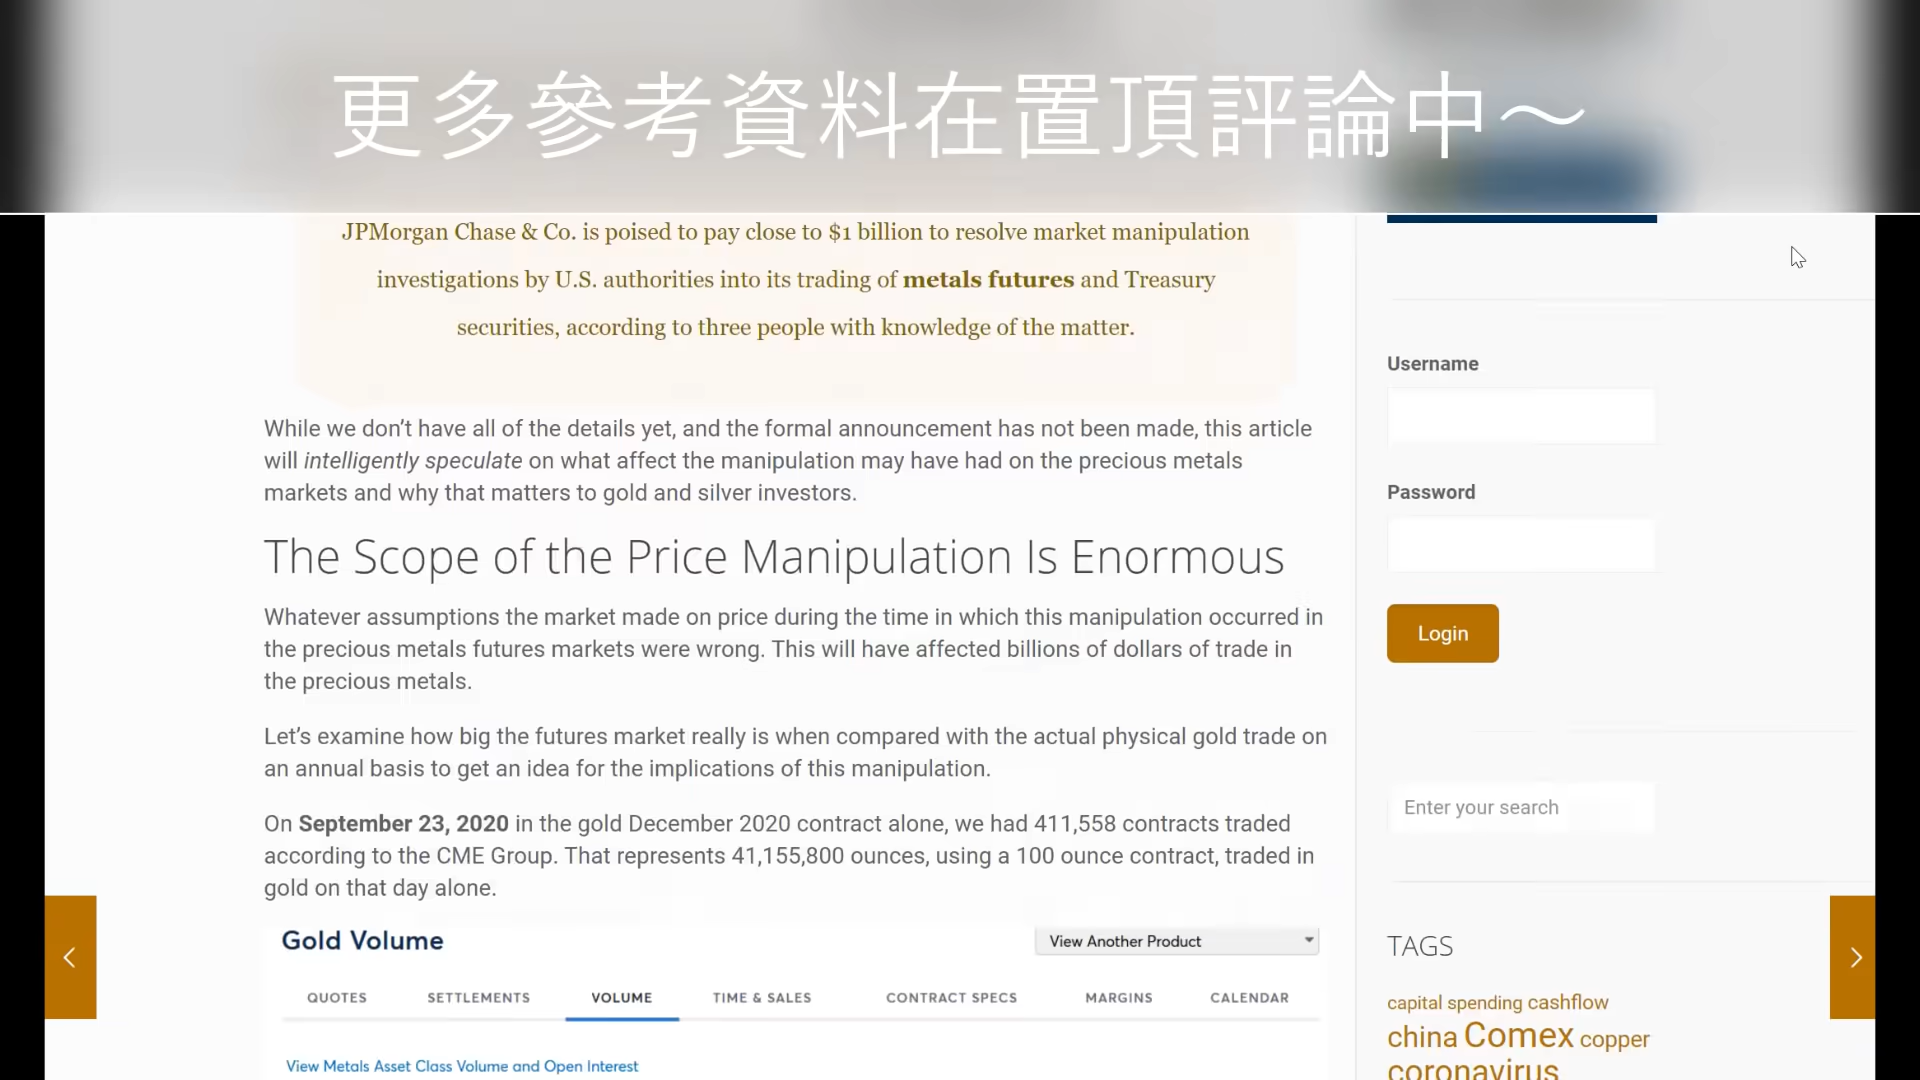 更多參考資料在置頂評論中～
JPMorgan Chase & Co. is poised to pay close to $1 billion to resolve market manipulation
investigations by U.S. authorities into its trading of metals futures and Treasury
securities, according to three people with knowledge of the matter.
While we don’t have all of the details yet, and the formal announcement has not been made, this article
will intelligently speculate on what affect the manipulation may have had on the precious metals
markets and why that matters to gold and silver investors.
The Scope of the Price Manipulation Is Enormous
Whatever assumptions the market made on price during the time in which this manipulation occurred in
the precious metals futures markets were wrong. This will have affected billions of dollars of trade in
the precious metals.
Let’s examine how big the futures market really is when compared with the actual physical gold trade on
an annual basis to get an idea for the implications of this manipulation.
On September 23, 2020 in the gold December 2020 contract alone, we had 411,558 contracts traded
according to the CME Group. That represents 41,155,800 ounces, using a 100 ounce contract, traded in
gold on that day alone.
Gold Volume
View Another Product
QUOTES SETTLEMENTS VOLUME TIME & SALES CONTRACT SPECS MARGINS CALENDAR
View Metals Asset Class Volume and Open Interest
Username
Password
Login
Enter your search
TAGS
capital spending cashflow
china Comex copper
coronavirus